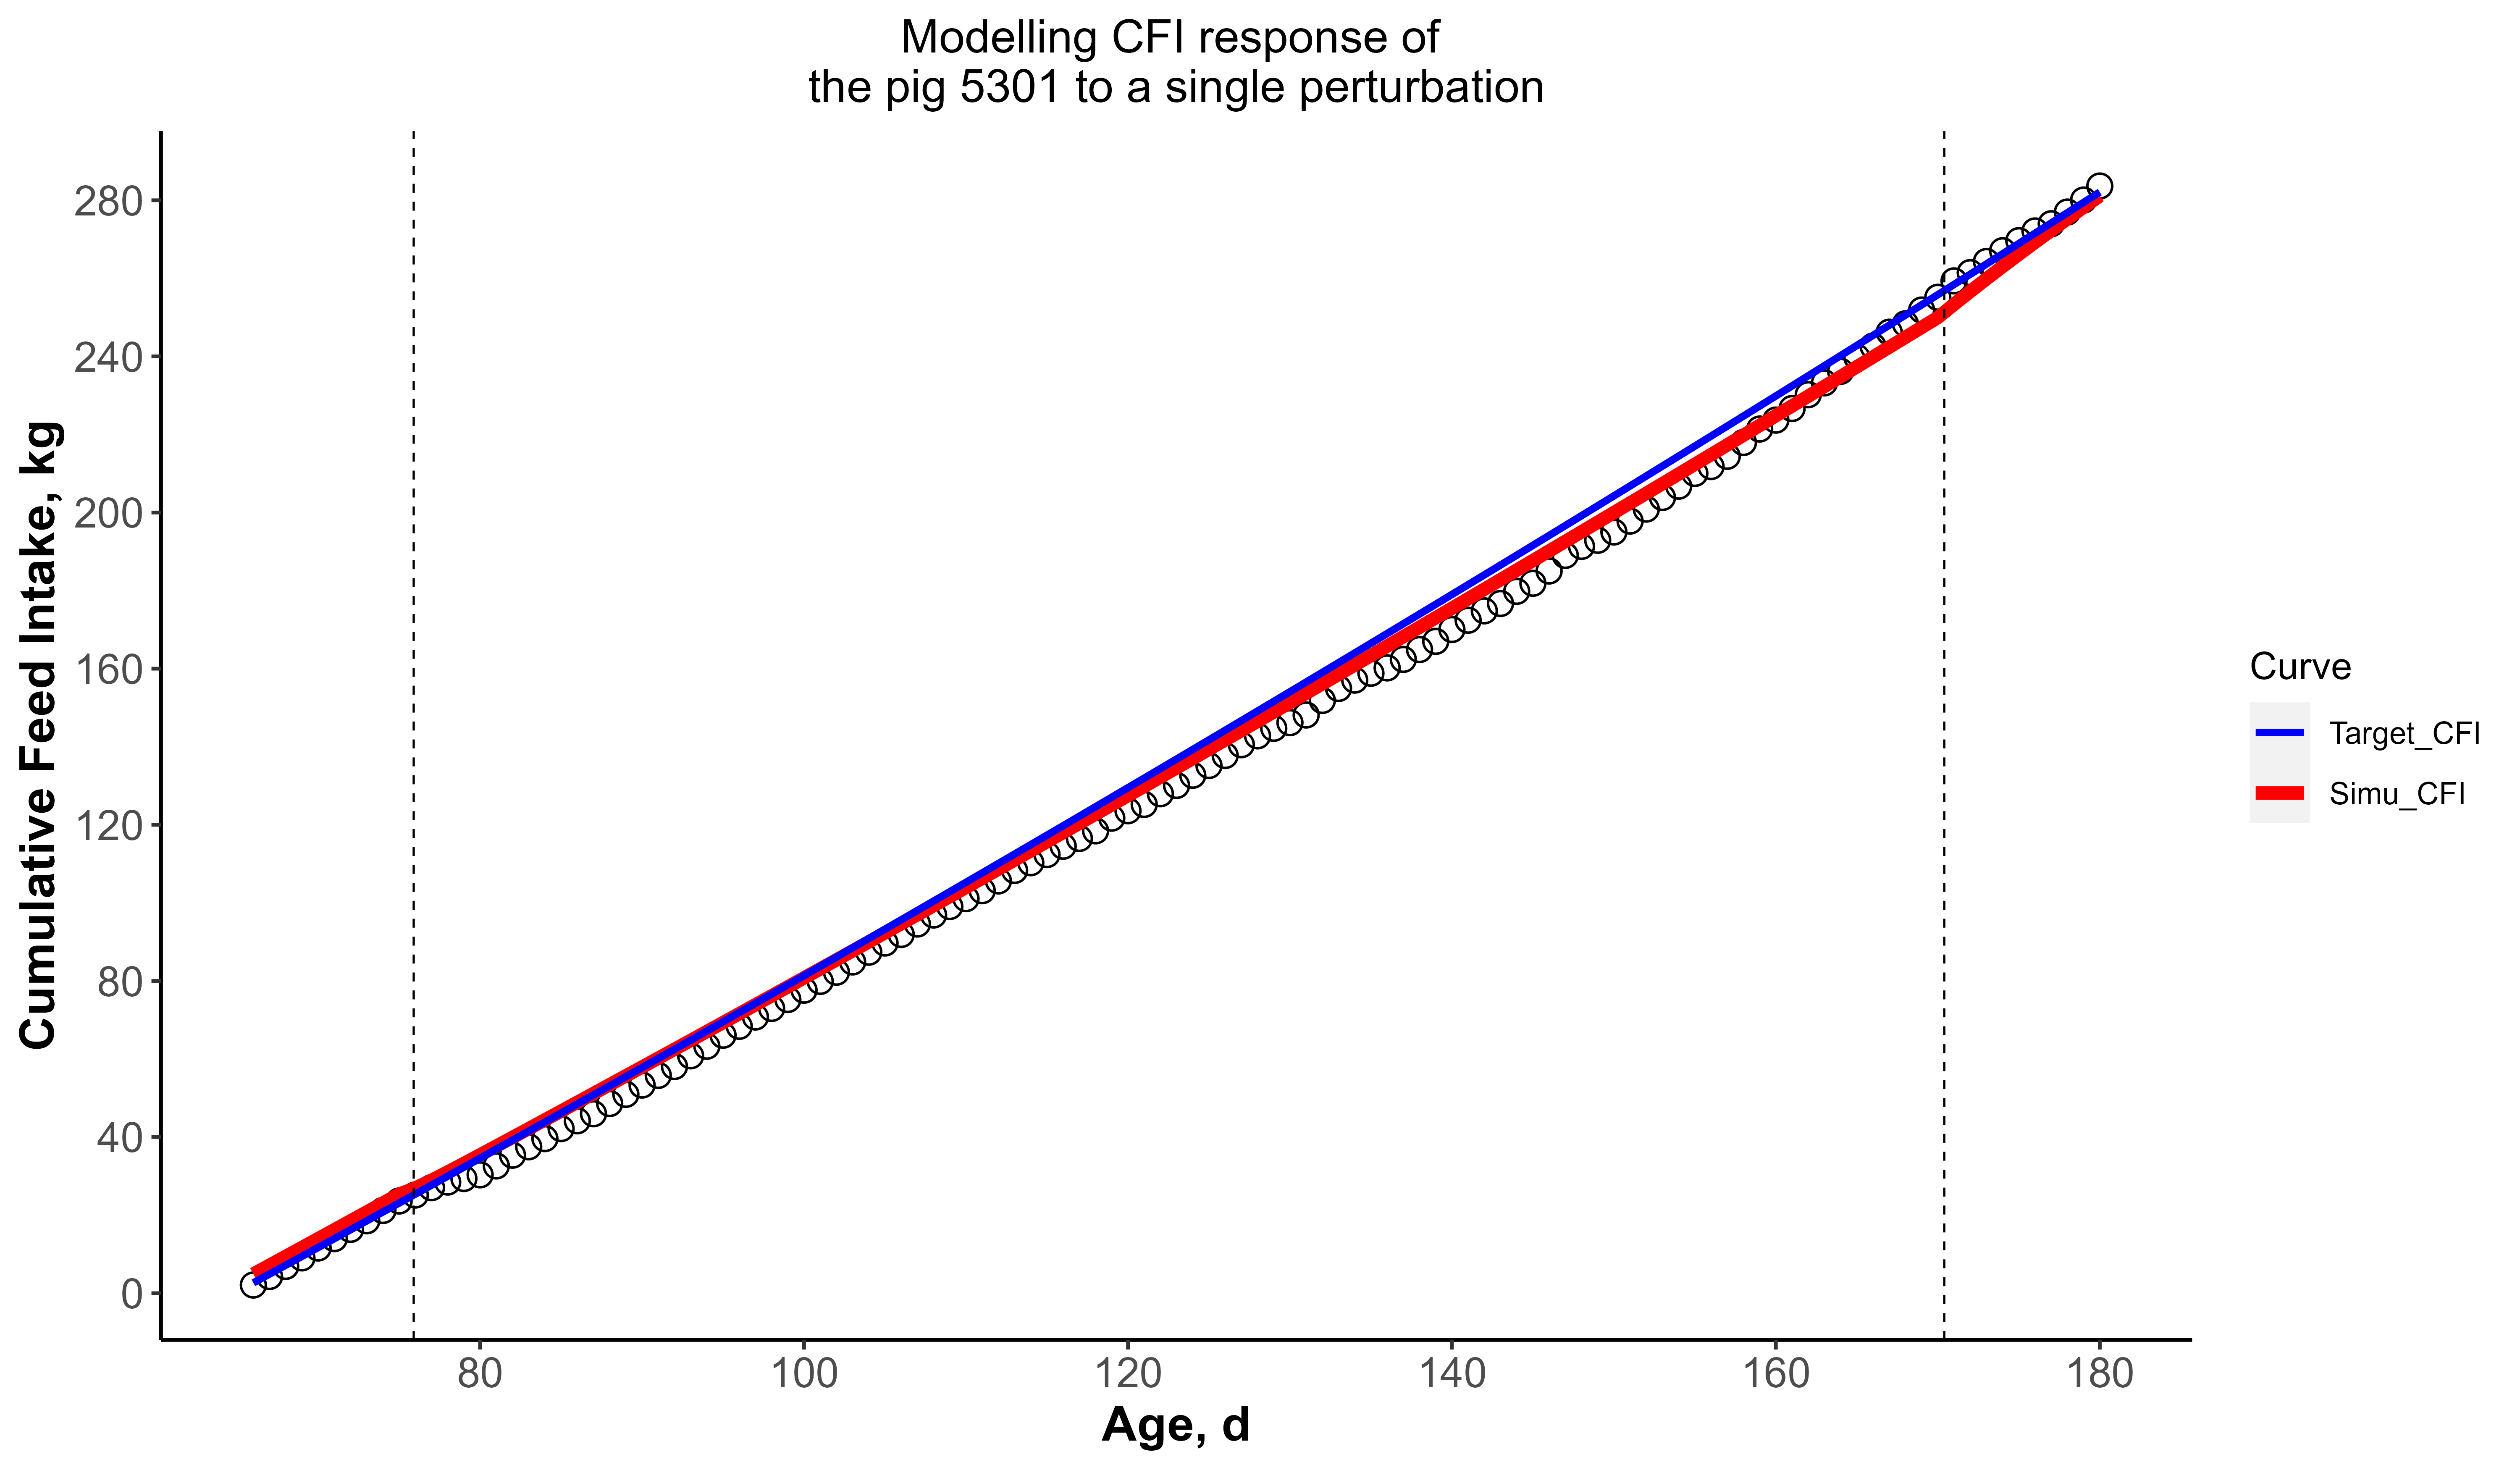 Modelling CFI response of
the pig 5301 to a single perturbation
Cumulative Feed Intake, kg
280
240
200
160
120
80
40
0
80 100 120 140 160 180
Age, d
Curve
Target_CFI
Simu_CFI